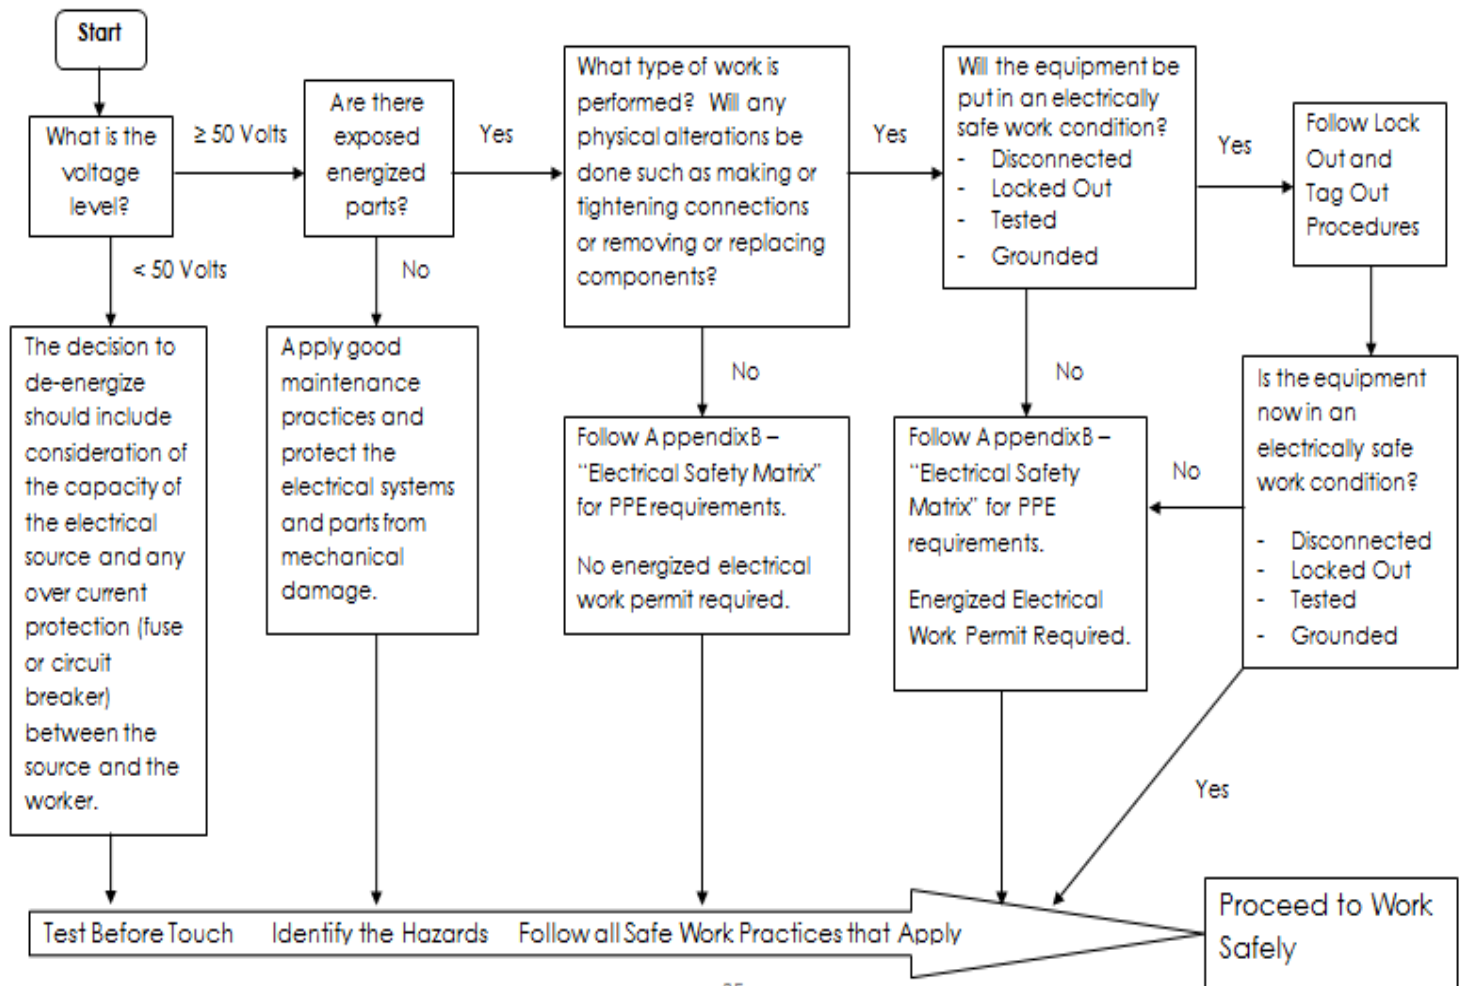 Start
What is the
voltage
level?
≥ 50 Volts
< 50 Volts
Are there
exposed
energized
parts?
Yes
No
What type of work is
performed? Will any
physical alterations be
done such as making or
tightening connections
or removing or replacing
components?
Yes
No
Will the equipment be
put in an electrically
safe work condition?
- Disconnected
- Locked Out
- Tested
- Grounded
Yes
No
Follow Lock
Out and
Tag Out
Procedures
The decision to
de-energize
should include
consideration of
the capacity of
the electrical
source and any
over current
protection (fuse
or circuit
breaker)
between the
source and the
worker.
Apply good
maintenance
practices and
protect the
electrical systems
and parts from
mechanical
damage.
Follow Appendix B –
“Electrical Safety Matrix”
for PPE requirements.
No energized electrical
work permit required.
Follow Appendix B –
“Electrical Safety
Matrix” for PPE
requirements.
Energized Electrical
Work Permit Required.
No
Is the equipment
now in an
electrically safe
work condition?
- Disconnected
- Locked Out
- Tested
- Grounded
Yes
Test Before Touch Identify the Hazards Follow all Safe Work Practices that Apply
Proceed to Work
Safely